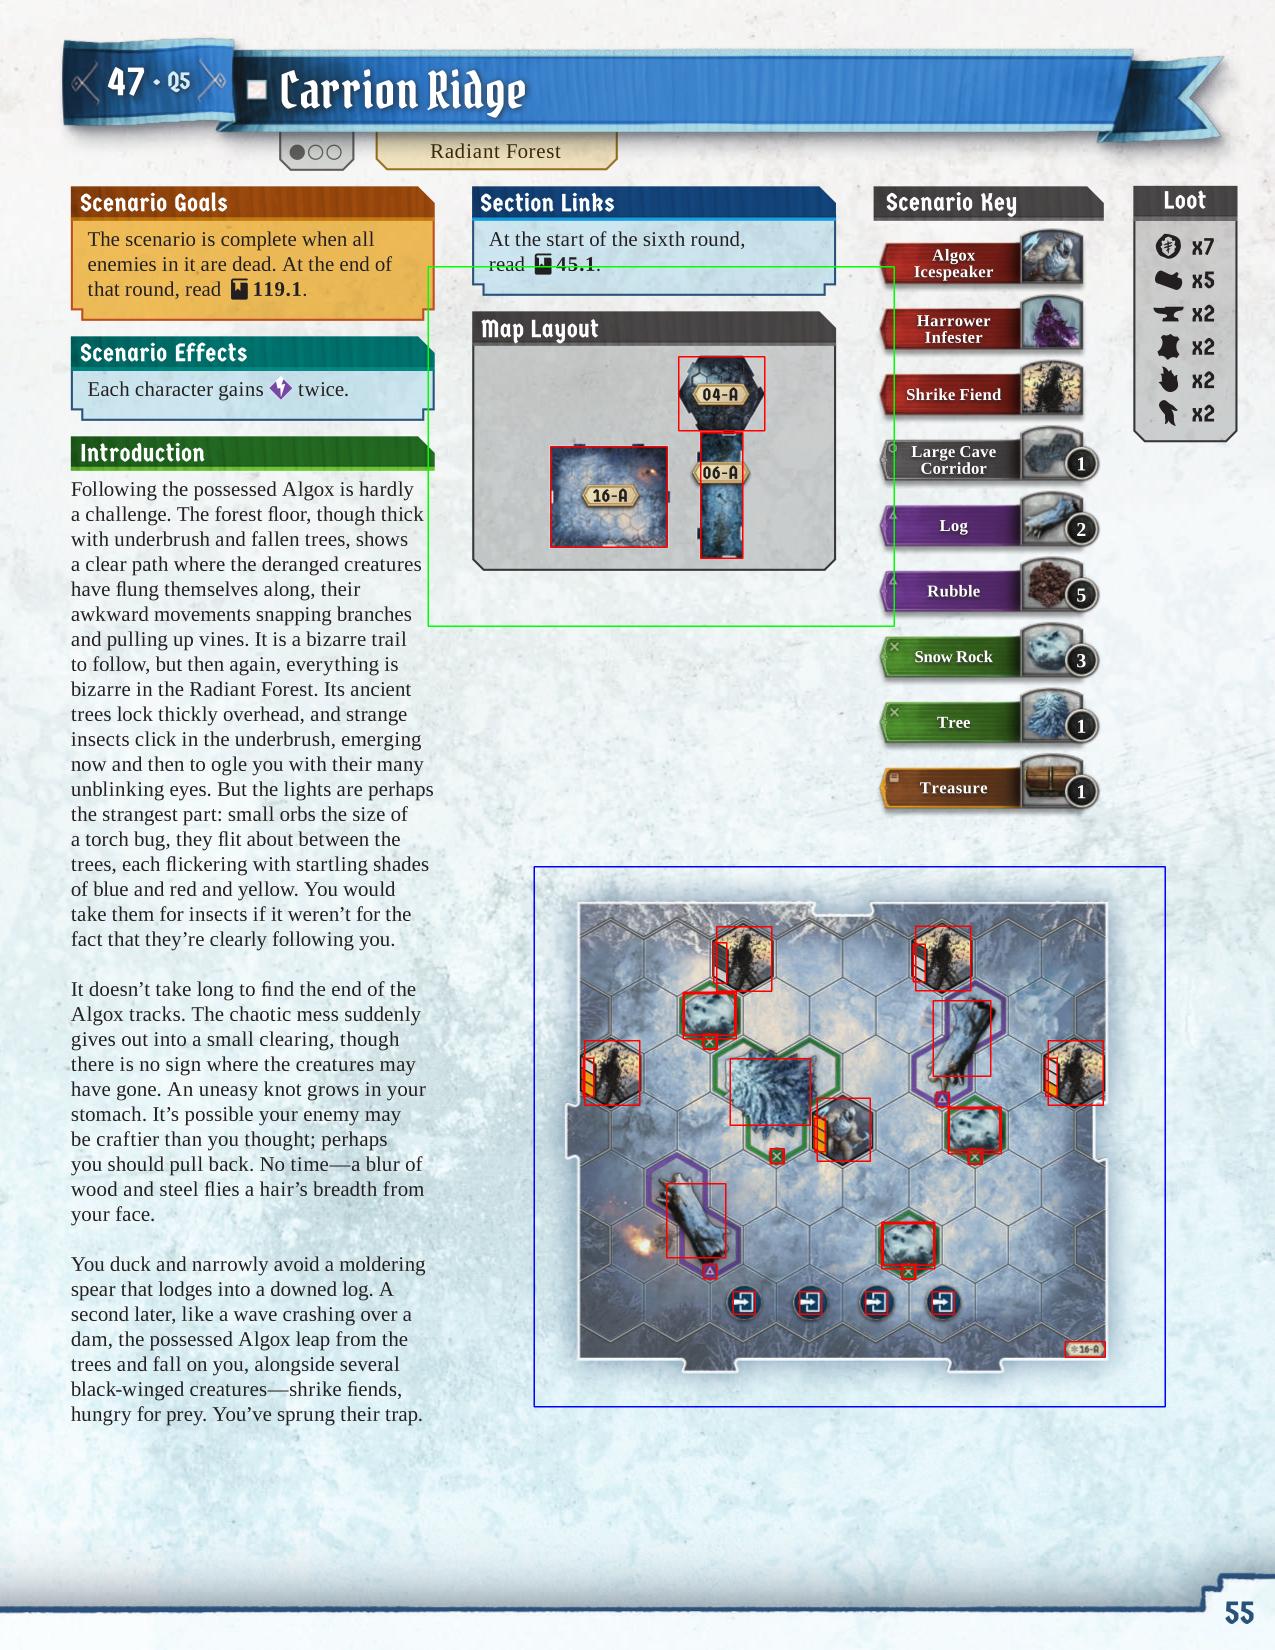 47 · Q5
Carrion Ridge
Radiant Forest
Scenario Goals
The scenario is complete when all
enemies in it are dead. At the end of
that round, read 119.1.
Scenario Effects
Each character gains twice.
Introduction
Following the possessed Algox is hardly
a challenge. The forest floor, though thick
with underbrush and fallen trees, shows
a clear path where the deranged creatures
have flung themselves along, their
awkward movements snapping branches
and pulling up vines. It is a bizarre trail
to follow, but then again, everything is
bizarre in the Radiant Forest. Its ancient
trees lock thickly overhead, and strange
insects click in the underbrush, emerging
now and then to ogle you with their many
unblinking eyes. But the lights are perhaps
the strangest part: small orbs the size of
a torch bug, they flit about between the
trees, each flickering with startling shades
of blue and red and yellow. You would
take them for insects if it weren’t for the
fact that they’re clearly following you.
It doesn’t take long to find the end of the
Algox tracks. The chaotic mess suddenly
gives out into a small clearing, though
there is no sign where the creatures may
have gone. An uneasy knot grows in your
stomach. It’s possible your enemy may
be craftier than you thought; perhaps
you should pull back. No time—a blur of
wood and steel flies a hair’s breadth from
your face.
You duck and narrowly avoid a moldering
spear that lodges into a downed log. A
second later, like a wave crashing over a
dam, the possessed Algox leap from the
trees and fall on you, alongside several
black-winged creatures—shrike fiends,
hungry for prey. You’ve sprung their trap.
Section Links
At the start of the sixth round,
read 45.1.
Map Layout
04-A
06-A
16-A
Scenario Key
Algox
Icespeaker
Harrower
Infester
Shrike Fiend
Large Cave
Corridor
1
Log
2
Rubble
5
Snow Rock
3
Tree
1
Treasure
1
Loot
x7
x5
x2
x2
x2
x2
16-A
55